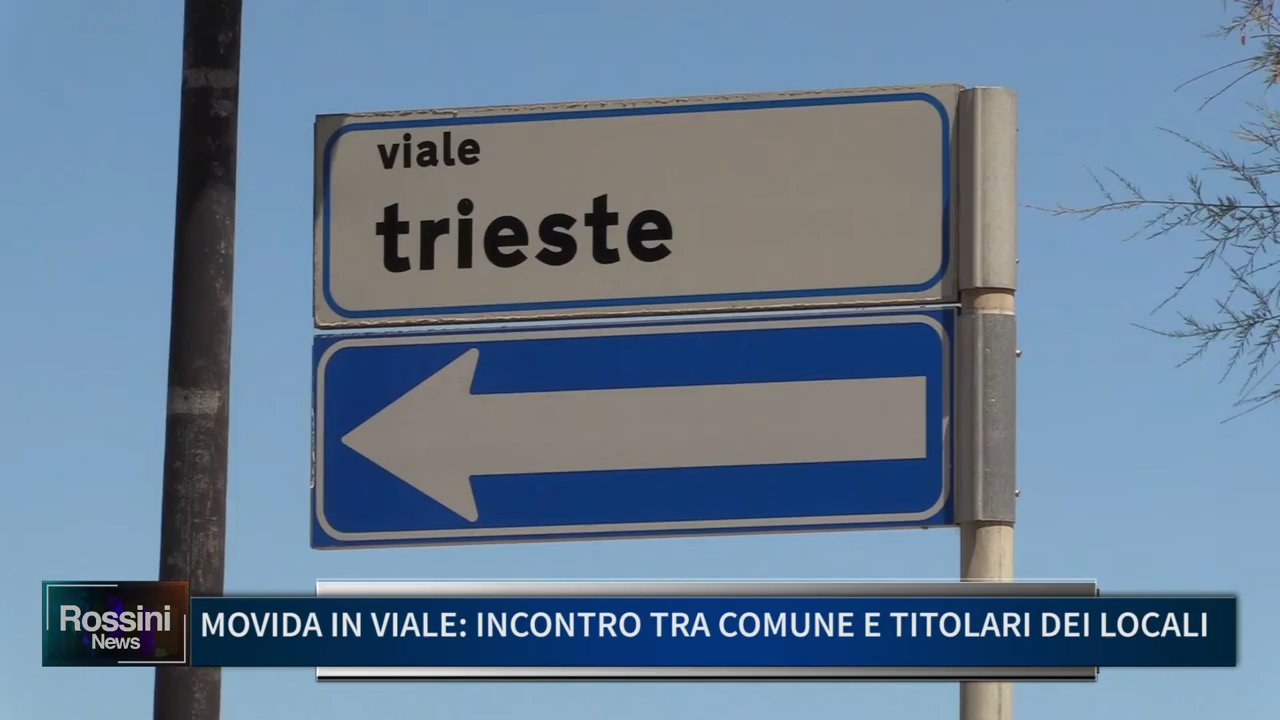 viale
trieste
Rossini
News
MOVIDA IN VIALE: INCONTRO TRA COMUNE E TITOLARI DEI LOCALI